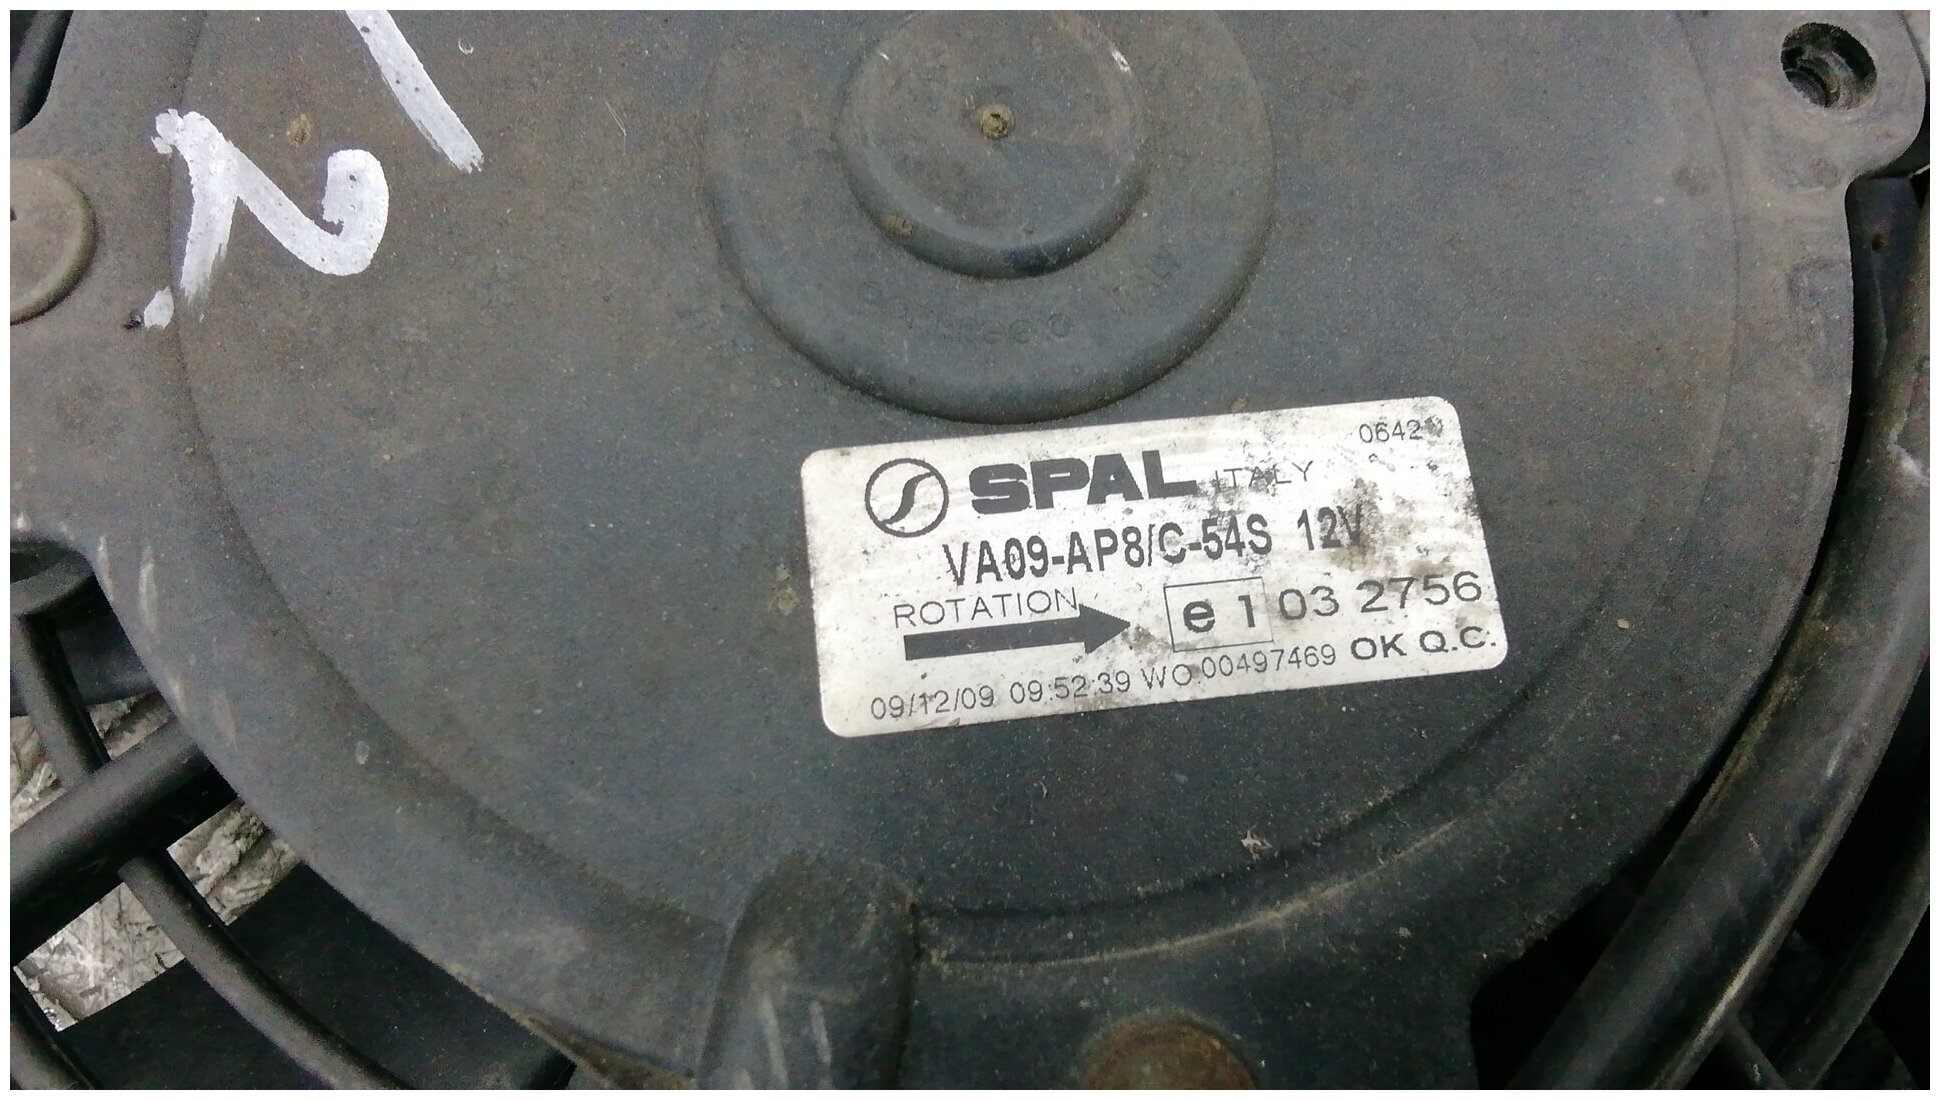 SPAL ITALY
VA09-AP8/C-54S 12V
ROTATION
e 1 03 2756
09/12/09 09:52:39 WO 00497469 OK Q.C.